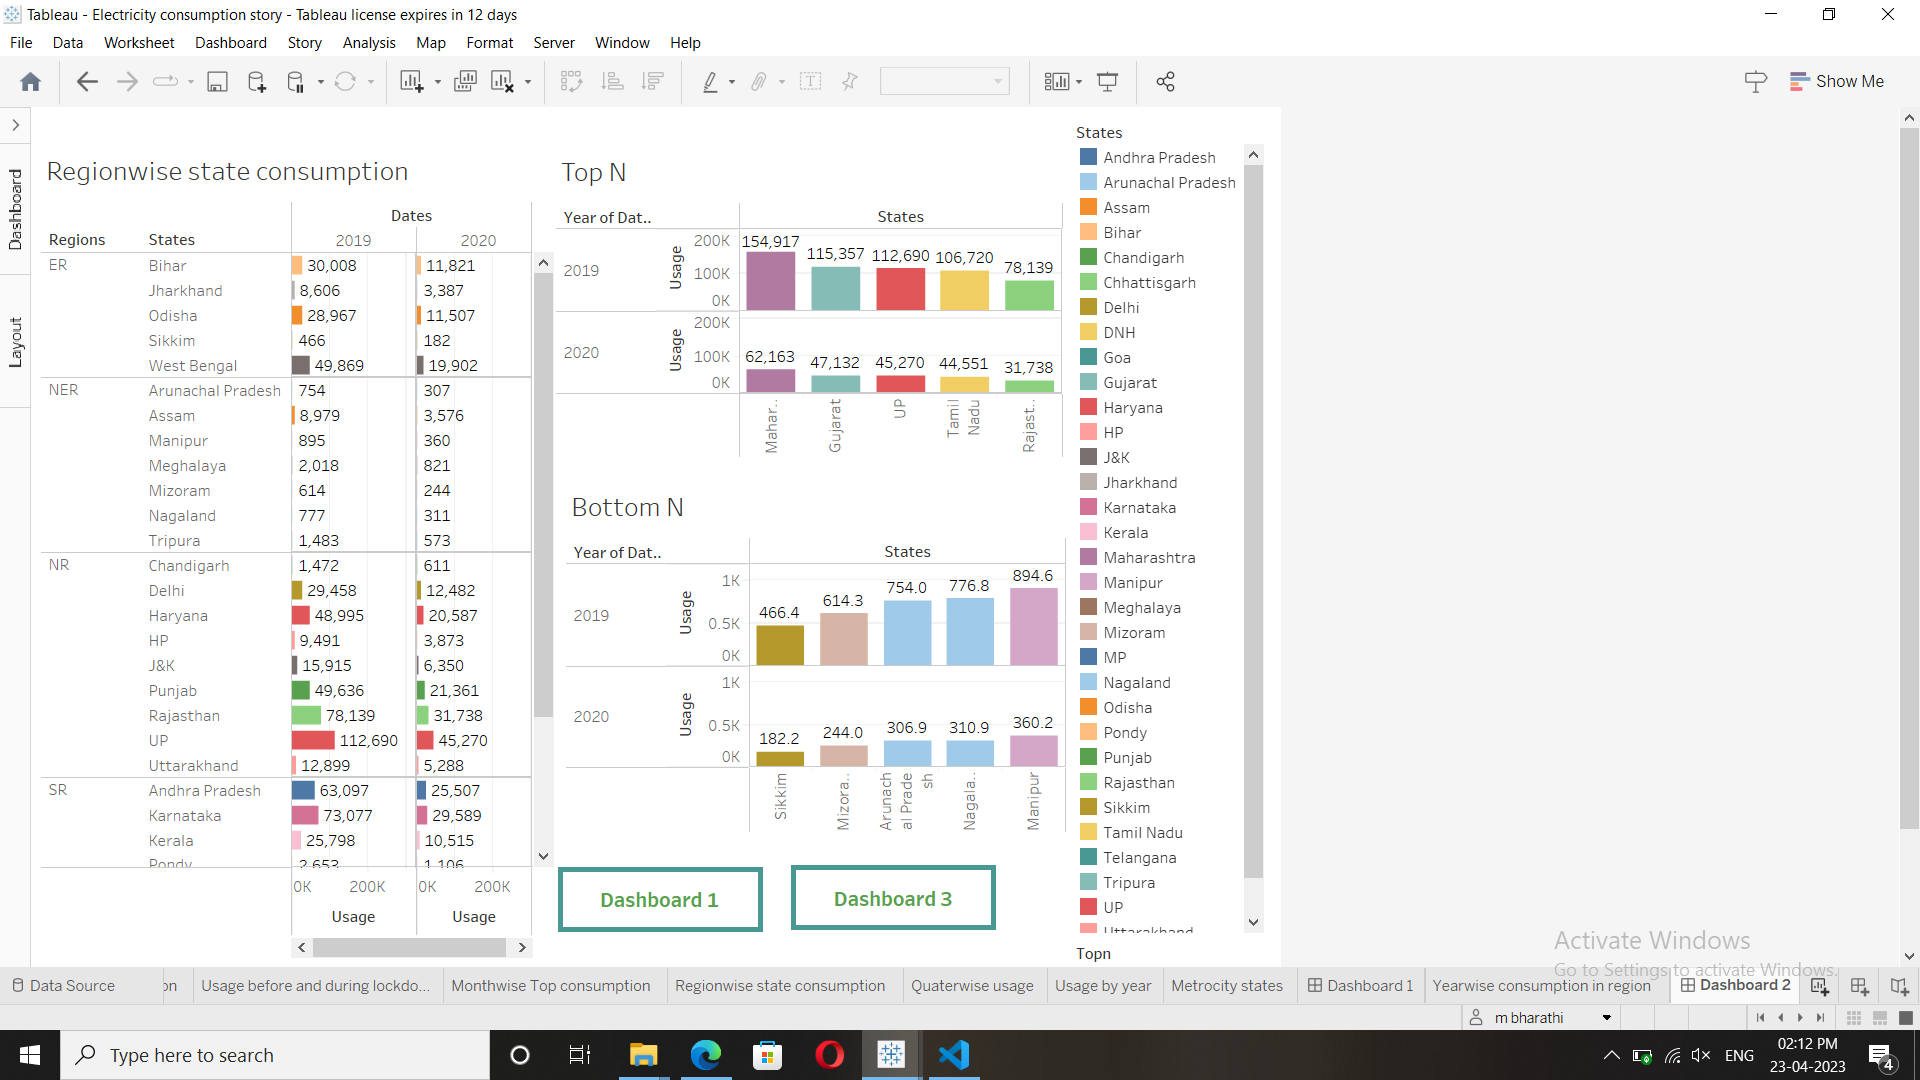 Tableau - Electricity consumption story - Tableau license expires in 12 days
File Data Worksheet Dashboard Story Analysis Map Format Server Window Help
Show Me
Dashboard
Layout
Regionwise state consumption
Dates
Regions States 2019 2020
ER Bihar 30,008 11,821
Jharkhand 8,606 3,387
Odisha 28,967 11,507
Sikkim 466 182
West Bengal 49,869 19,902
NER Arunachal Pradesh 754 307
Assam 8,979 3,576
Manipur 895 360
Meghalaya 2,018 821
Mizoram 614 244
Nagaland 777 311
Tripura 1,483 573
NR Chandigarh 1,472 611
Delhi 29,458 12,482
Haryana 48,995 20,587
HP 9,491 3,873
J&K 15,915 6,350
Punjab 49,636 21,361
Rajasthan 78,139 31,738
UP 112,690 45,270
Uttarakhand 12,899 5,288
SR Andhra Pradesh 63,097 25,507
Karnataka 73,077 29,589
Kerala 25,798 10,515
Pondy 2,653 1,106
0K 200K 0K 200K
Usage Usage
Top N
Year of Dat.. States
2019 Usage 200K 100K 0K
154,917 115,357 112,690 106,720 78,139
2020 Usage 200K 100K 0K
62,163 47,132 45,270 44,551 31,738
Mahar.. Gujarat UP Tamil Nadu Rajast..
Bottom N
Year of Dat.. States
2019 Usage 1K 0.5K 0K
466.4 614.3 754.0 776.8 894.6
2020 Usage 1K 0.5K 0K
182.2 244.0 306.9 310.9 360.2
Sikkim Mizora.. Arunach al Prade sh Nagala.. Manipur
Dashboard 1 Dashboard 3
States
Andhra Pradesh
Arunachal Pradesh
Assam
Bihar
Chandigarh
Chhattisgarh
Delhi
DNH
Goa
Gujarat
Haryana
HP
J&K
Jharkhand
Karnataka
Kerala
Maharashtra
Manipur
Meghalaya
Mizoram
MP
Nagaland
Odisha
Pondy
Punjab
Rajasthan
Sikkim
Tamil Nadu
Telangana
Tripura
UP
Uttarakhand
Topn
Activate Windows
Go to Settings to activate Windows.
Data Source on Usage before and during lockdo... Monthwise Top consumption Regionwise state consumption Quaterwise usage Usage by year Metrocity states Dashboard 1 Yearwise consumption in region Dashboard 2
m bharathi
Type here to search
ENG
02:12 PM
23-04-2023
4